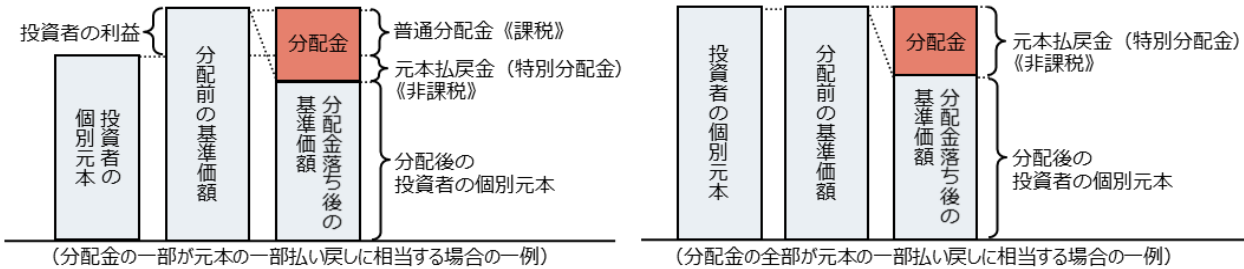 投資者の利益
投資者の
個別元本
分配前の基準価額
分配金
分配金落ち後の
基準価額
普通分配金《課税》
元本払戻金（特別分配金）
《非課税》
分配後の
投資者の個別元本
（分配金の一部が元本の一部払い戻しに相当する場合の一例）
投資者の個別元本
分配前の基準価額
分配金
分配金落ち後の
基準価額
元本払戻金（特別分配金）
《非課税》
分配後の
投資者の個別元本
（分配金の全部が元本の一部払い戻しに相当する場合の一例）